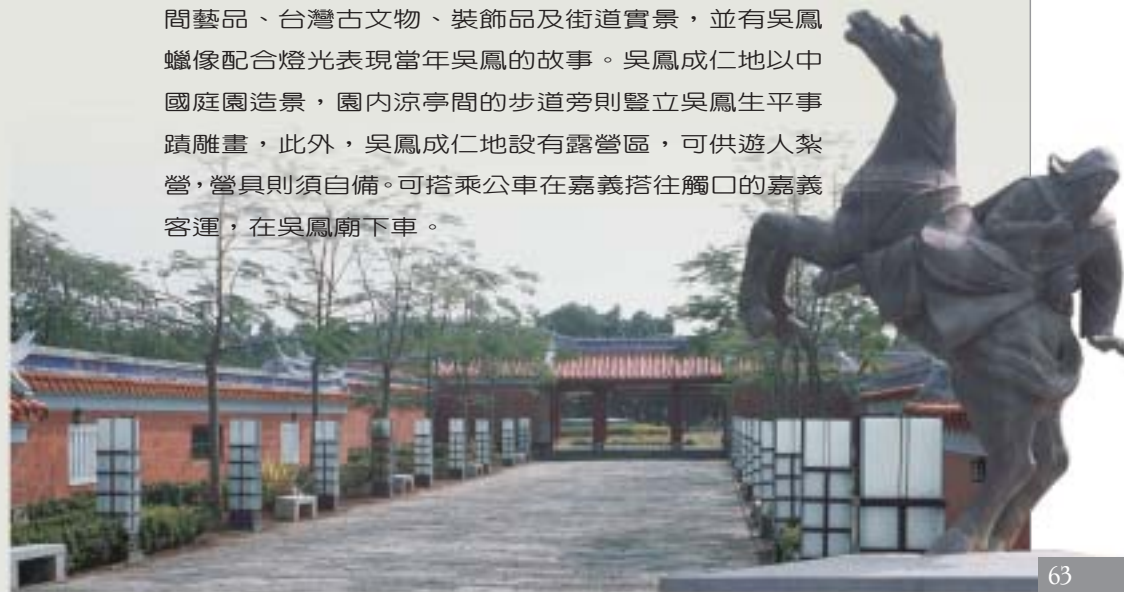 間藝品、台灣古文物、裝飾品及街道實景，並有吳鳳
蠟像配合燈光表現當年吳鳳的故事。吳鳳成仁地以中
國庭園造景，園內涼亭間的步道旁則豎立吳鳳生平事
蹟雕畫，此外，吳鳳成仁地設有露營區，可供遊人紮
營，營具則須自備。可搭乘公車在嘉義搭往觸口的嘉義
客運，在吳鳳廟下車。
63